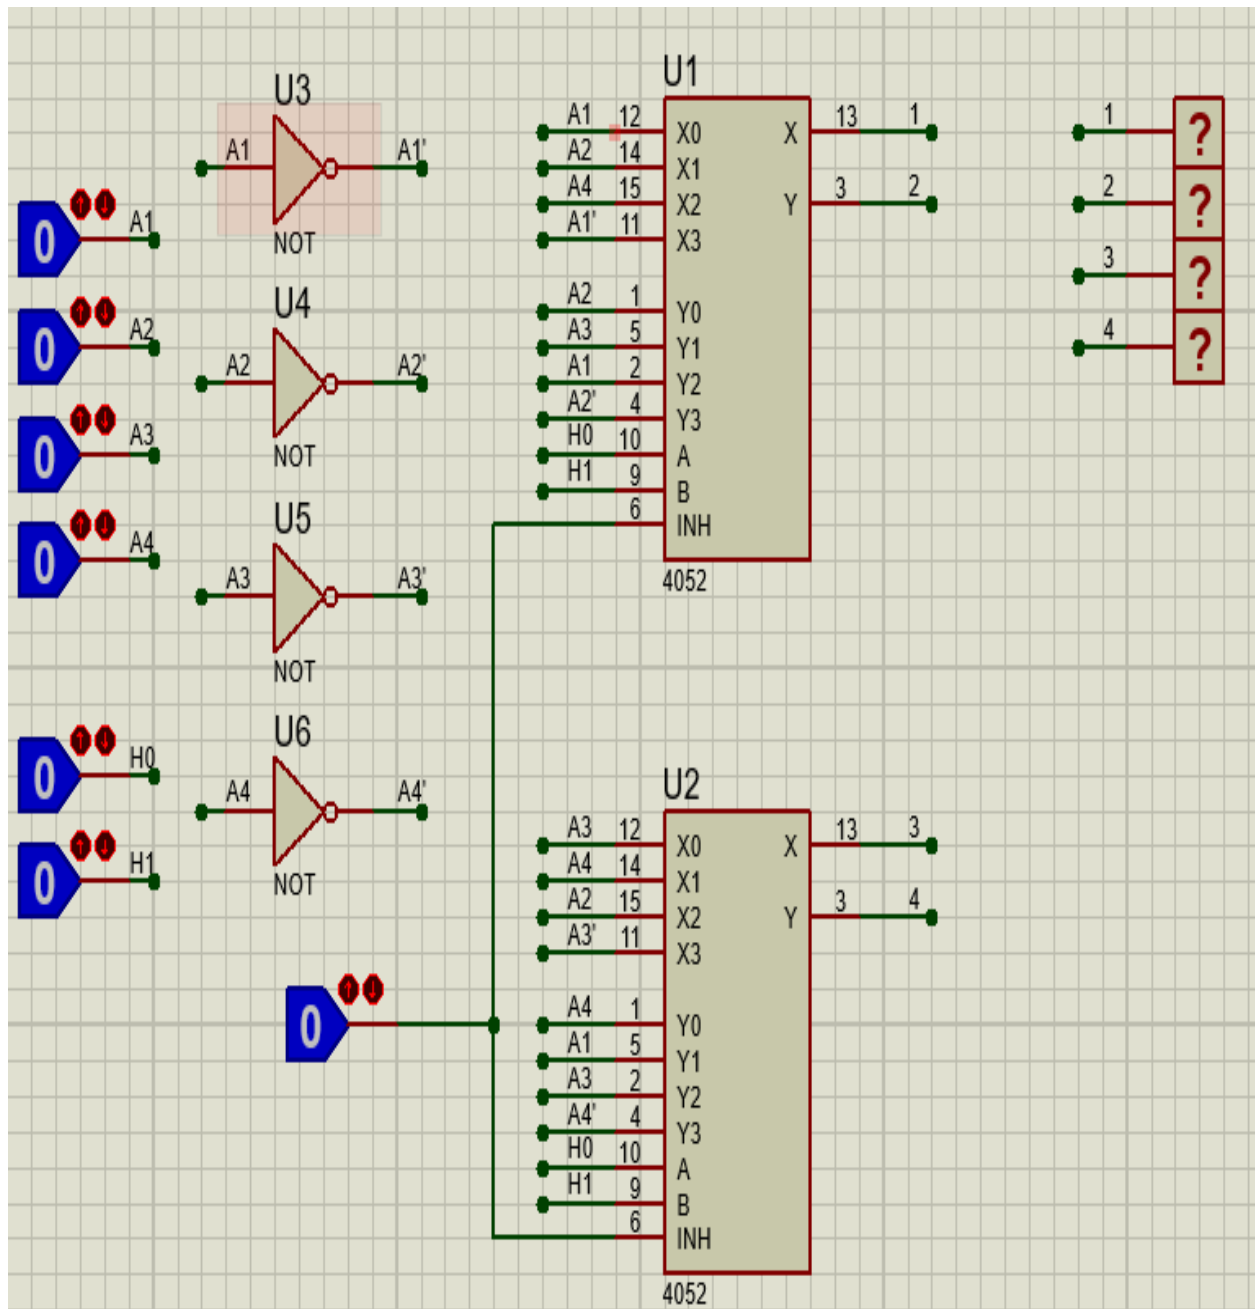 U3
A1 A1'
NOT
0 A1
0 A2
0 A3
0 A4
U4
A2 A2'
NOT
U5
A3 A3'
NOT
0 H0
0 H1
U6
A4 A4'
NOT
0
U1
A1 12 X0 X 13 1
A2 14 X1
A4 15 X2 Y 3 2
A1' 11 X3
A2 1 Y0
A3 5 Y1
A1 2 Y2
A2' 4 Y3
H0 10 A
H1 9 B
6 INH
4052
1 ?
2 ?
3 ?
4 ?
U2
A3 12 X0 X 13 3
A4 14 X1
A2 15 X2 Y 3 4
A3' 11 X3
A4 1 Y0
A1 5 Y1
A3 2 Y2
A4' 4 Y3
H0 10 A
H1 9 B
6 INH
4052